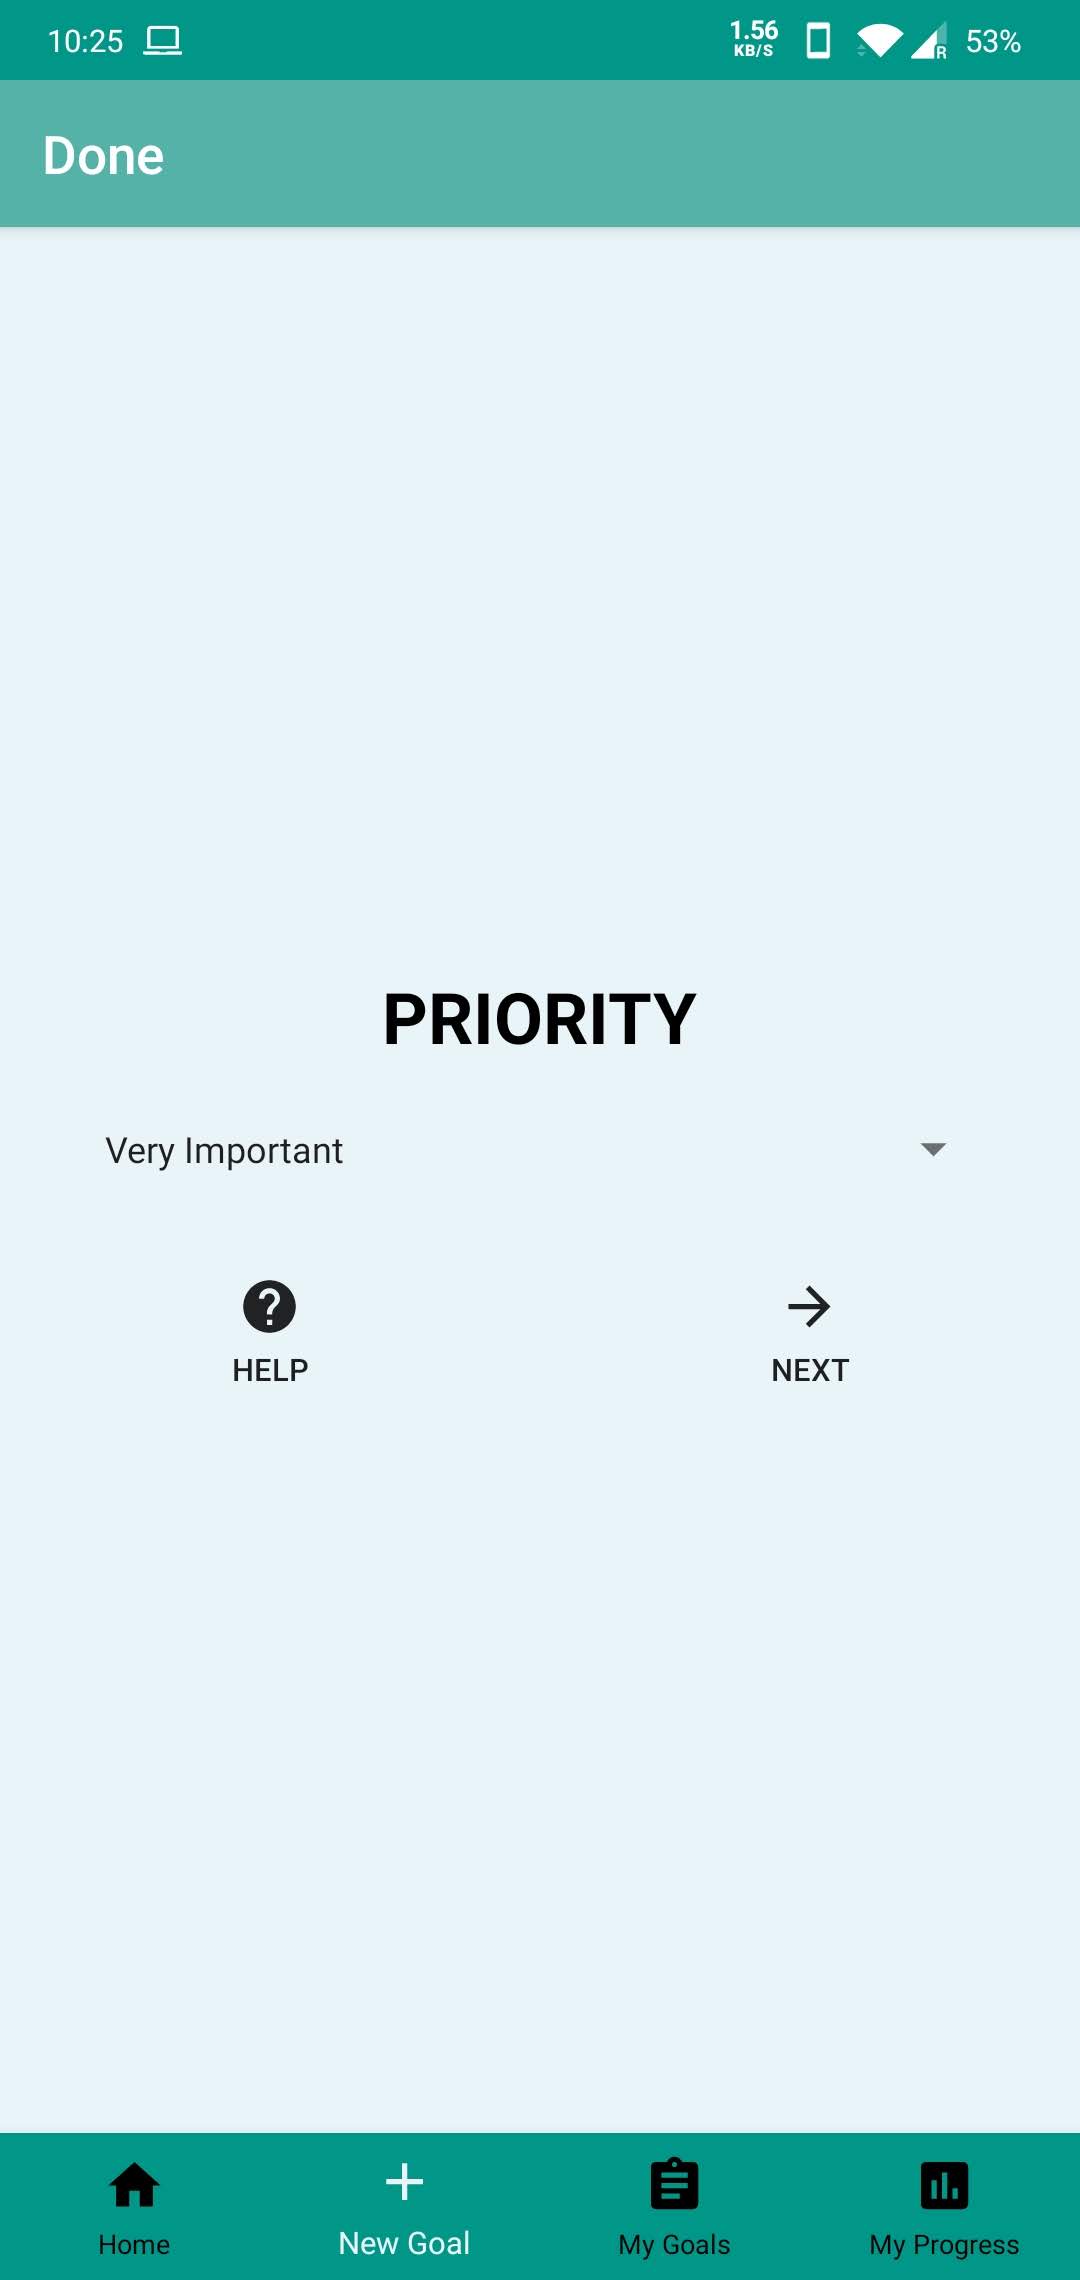 10:25
1.56
KB/S
R
53%
Done
PRIORITY
Very Important
?
HELP
NEXT
Home
New Goal
My Goals
My Progress